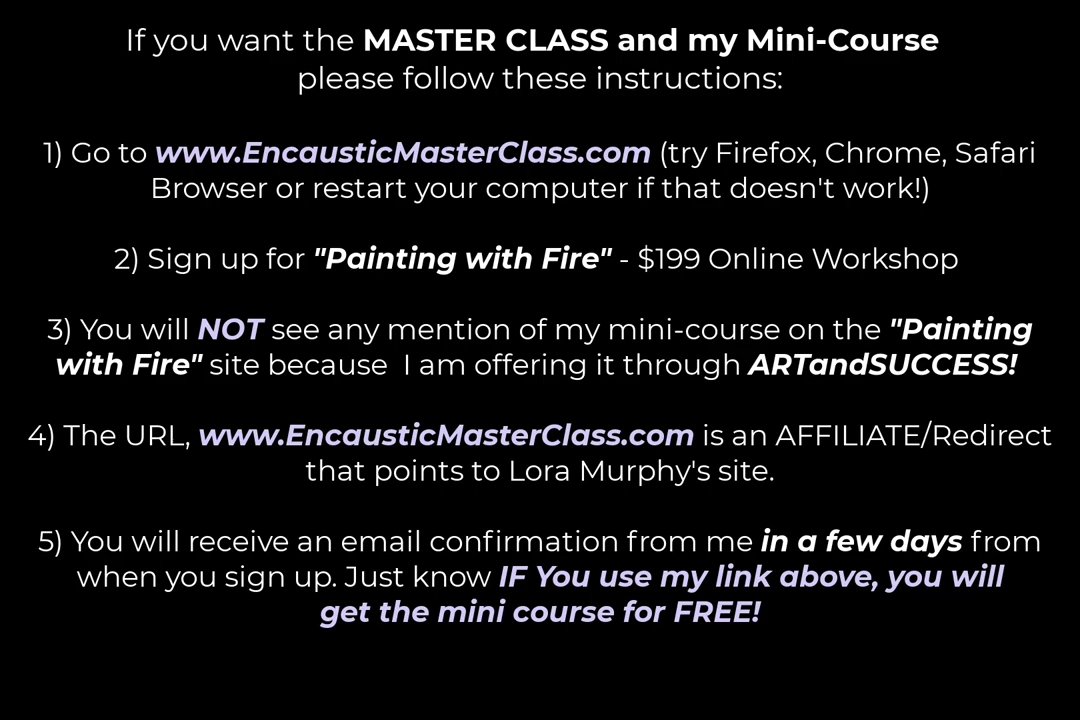 If you want the MASTER CLASS and my Mini-Course
please follow these instructions:
1) Go to www.EncausticMasterClass.com (try Firefox, Chrome, Safari
Browser or restart your computer if that doesn't work!)
2) Sign up for "Painting with Fire" - $199 Online Workshop
3) You will NOT see any mention of my mini-course on the "Painting
with Fire" site because  I am offering it through ARTandSUCCESS!
4) The URL, www.EncausticMasterClass.com is an AFFILIATE/Redirect
that points to Lora Murphy's site.
5) You will receive an email confirmation from me in a few days from
when you sign up. Just know IF You use my link above, you will
get the mini course for FREE!